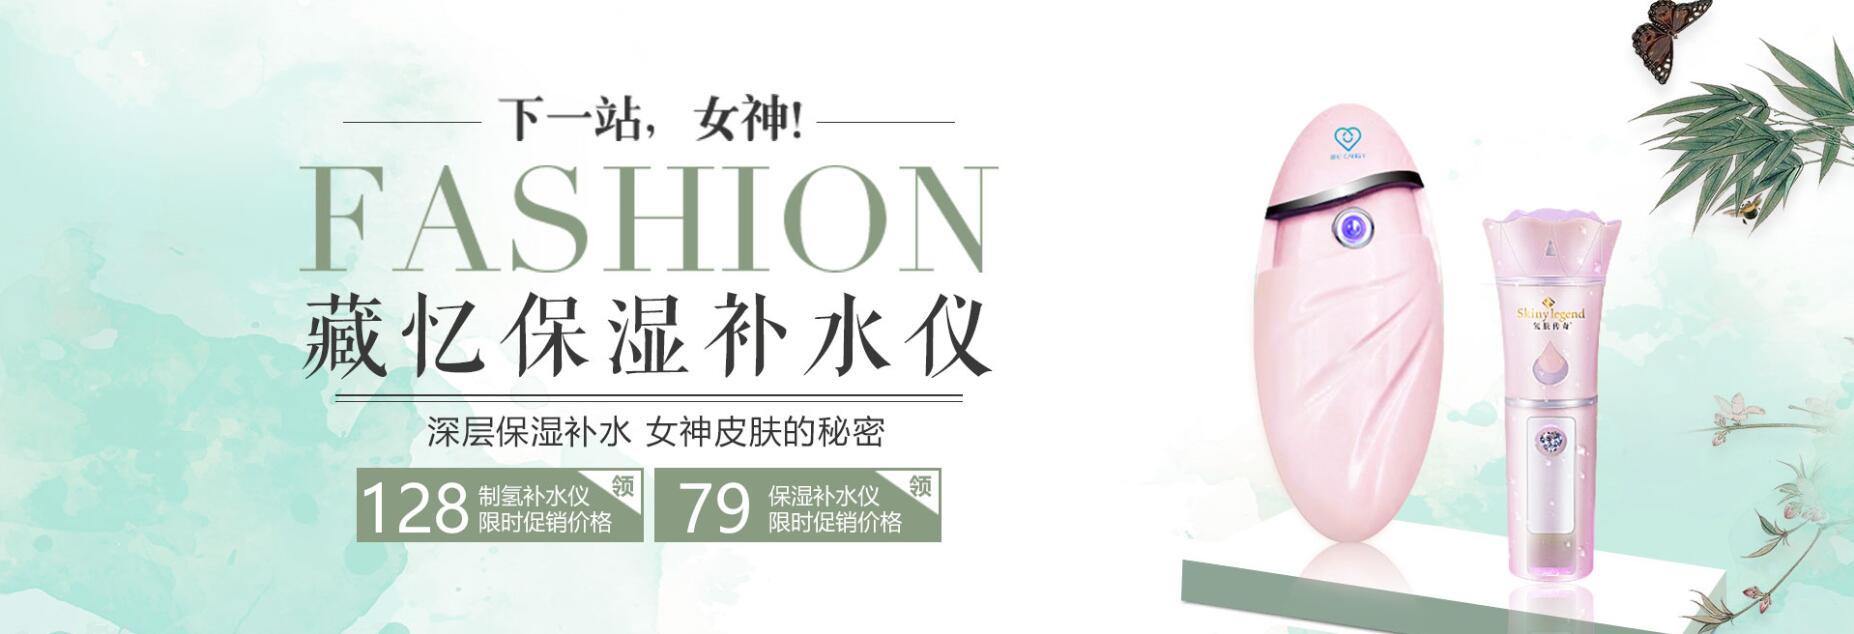 下一站，女神!
FASHION
藏忆保湿补水仪
深层保湿补水 女神皮肤的秘密
128 制氢补水仪 领
限时促销价格
79 保湿补水仪 领
限时促销价格
Skinylegend